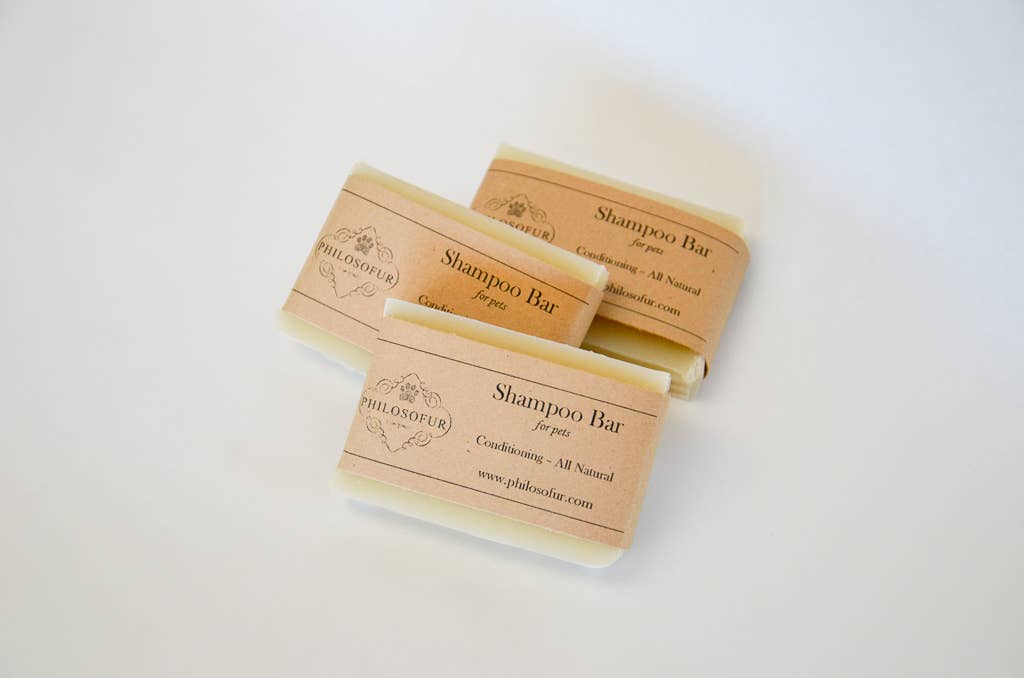 PHILOSOFUR
Shampoo Bar
for pets
Conditioning – All Natural
philosofur.com
PHILOSOFUR
Shampoo Bar
for pets
PHILOSOFUR
Shampoo Bar
for pets
Conditioning – All Natural
www.philosofur.com